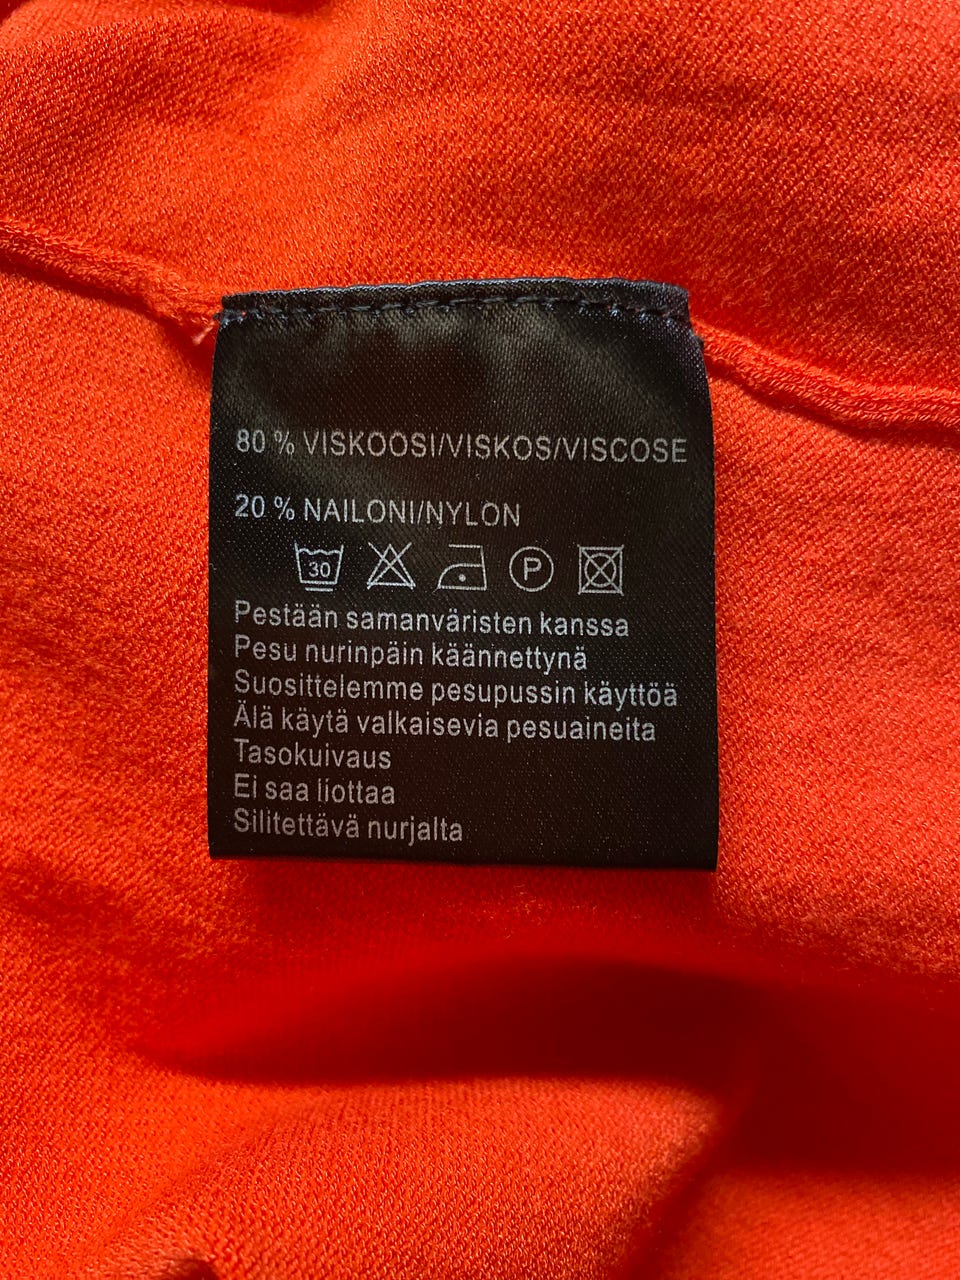 80 % VISKOOSI/VISKOS/VISCOSE
20 % NAILONI/NYLON
30 P
Pestään samanväristen kanssa
Pesu nurinpäin käännettynä
Suosittelemme pesupussin käyttöä
Älä käytä valkaisevia pesuaineita
Tasokuivaus
Ei saa liottaa
Silitettävä nurjalta